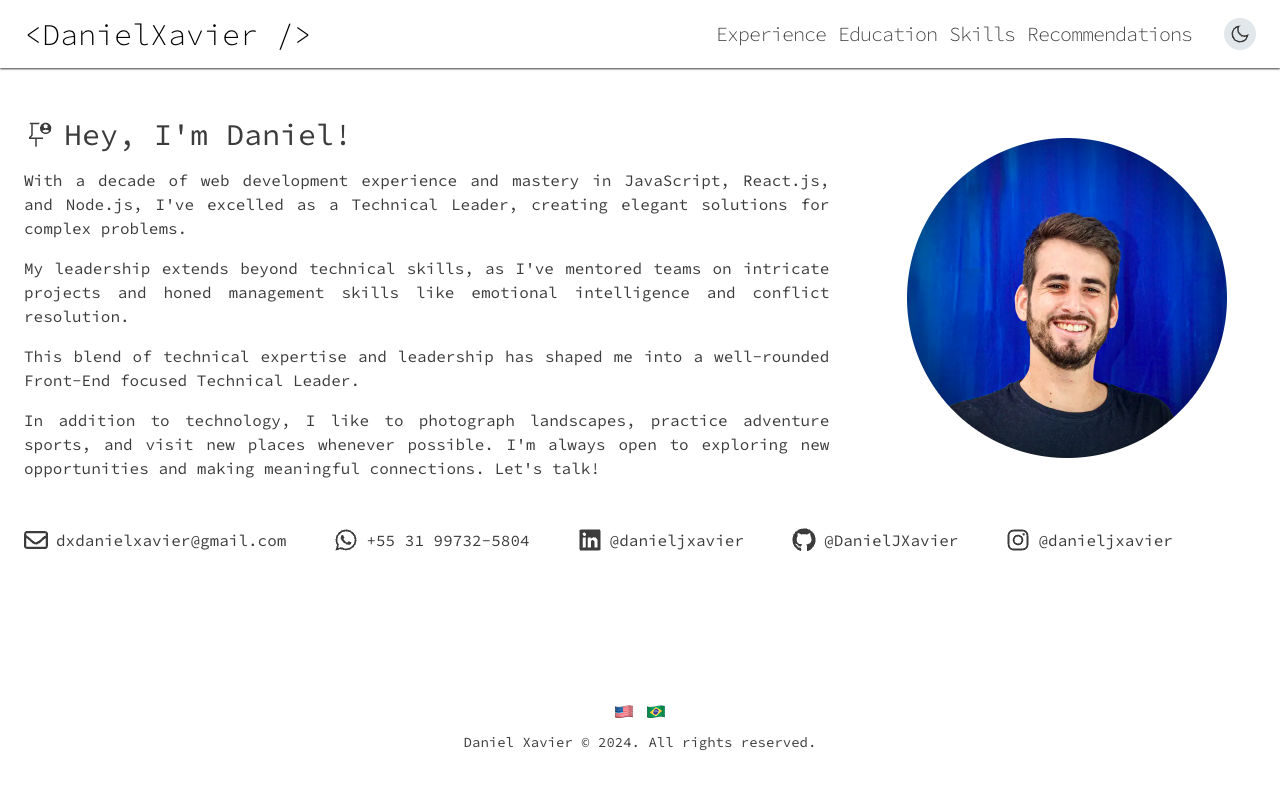 <DanielXavier />
Experience Education Skills Recommendations
Hey, I'm Daniel!
With a decade of web development experience and mastery in JavaScript, React.js,
and Node.js, I've excelled as a Technical Leader, creating elegant solutions for
complex problems.
My leadership extends beyond technical skills, as I've mentored teams on intricate
projects and honed management skills like emotional intelligence and conflict
resolution.
This blend of technical expertise and leadership has shaped me into a well-rounded
Front-End focused Technical Leader.
In addition to technology, I like to photograph landscapes, practice adventure
sports, and visit new places whenever possible. I'm always open to exploring new
opportunities and making meaningful connections. Let's talk!
dxdanielxavier@gmail.com
+55 31 99732-5804
@danieljxavier
@DanielJXavier
@danieljxavier
Daniel Xavier © 2024. All rights reserved.